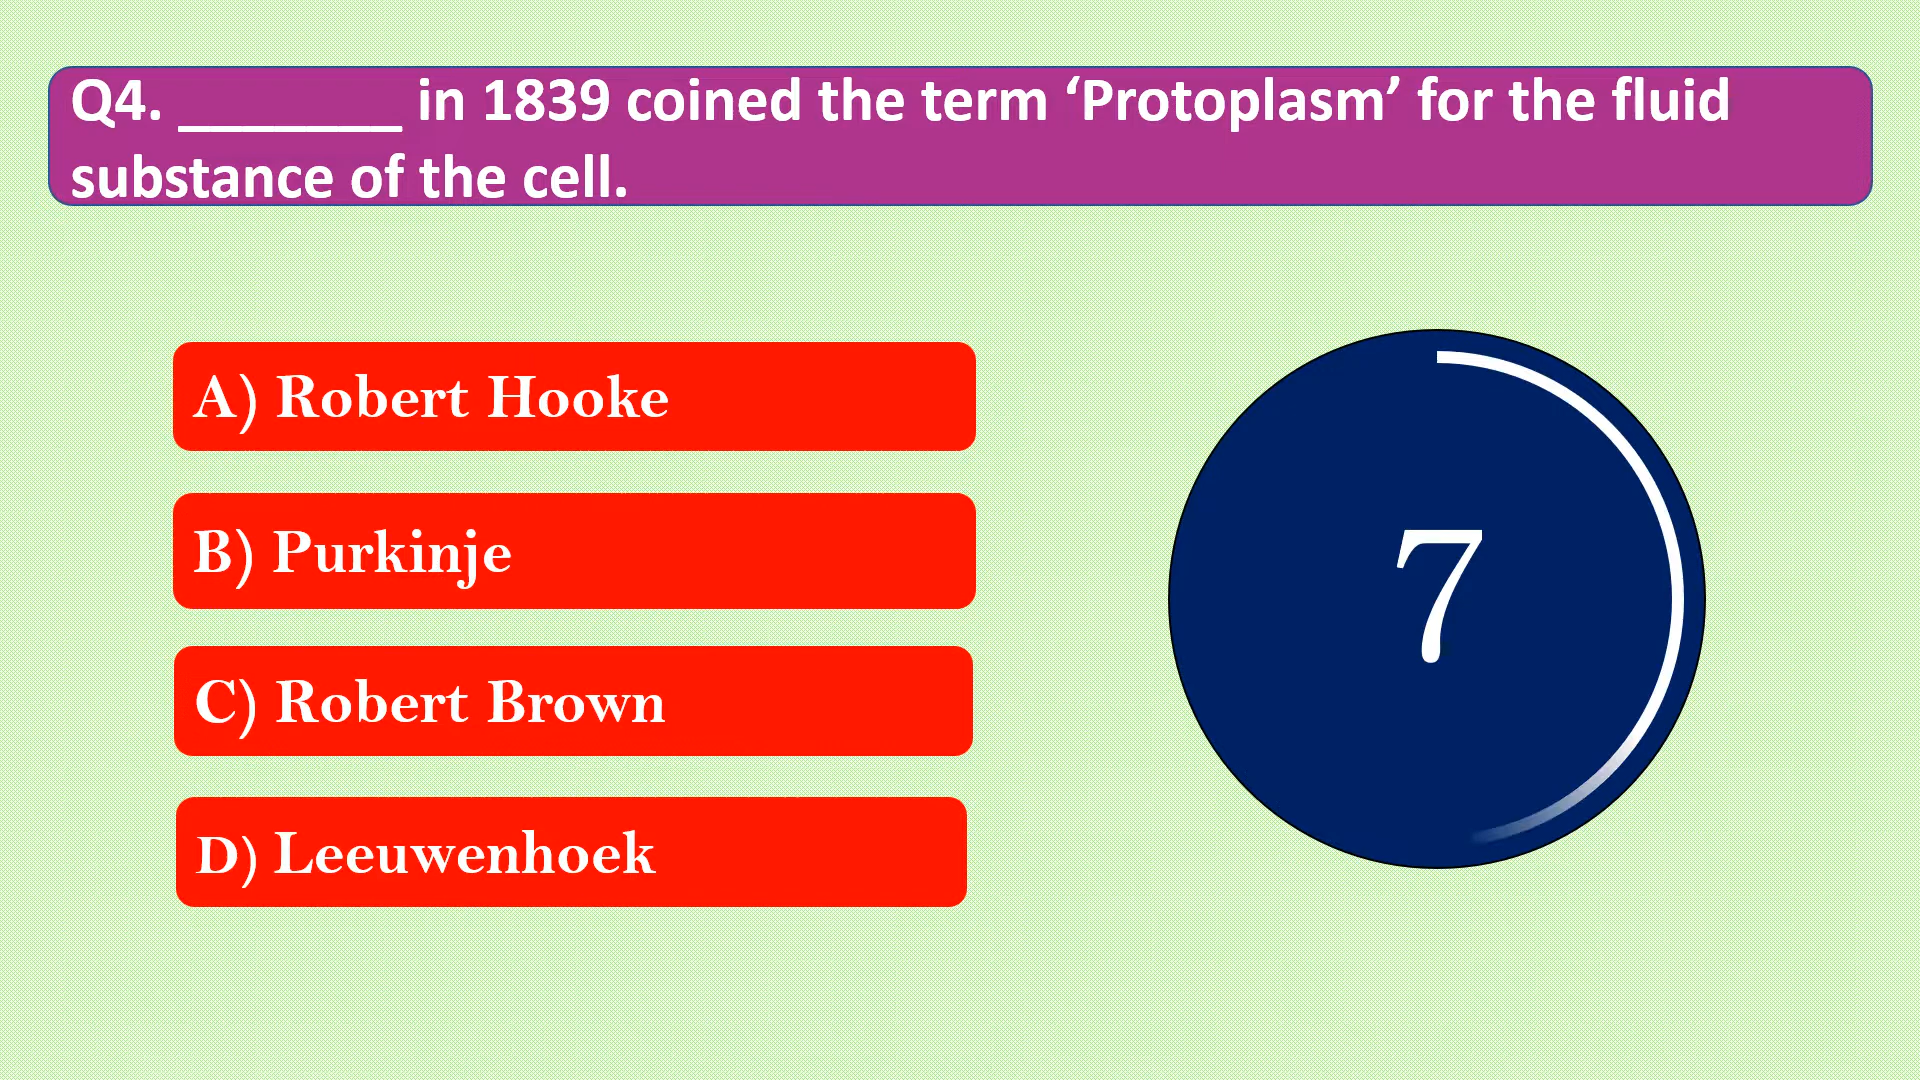 Q4. _______ in 1839 coined the term ‘Protoplasm’ for the fluid
substance of the cell.
A) Robert Hooke
B) Purkinje
C) Robert Brown
D) Leeuwenhoek
7